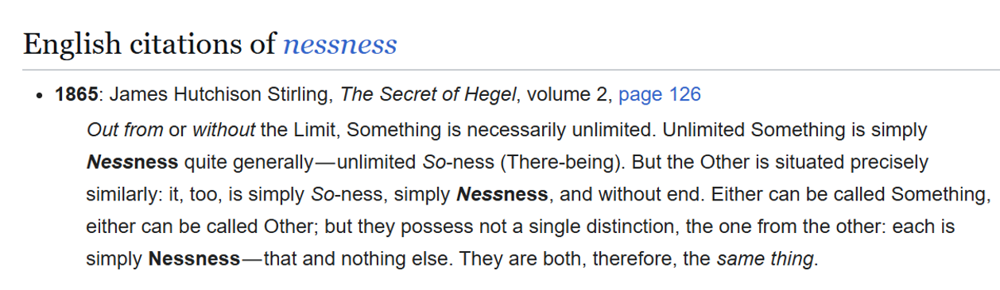 English citations of nessness
• 1865: James Hutchison Stirling, The Secret of Hegel, volume 2, page 126
Out from or without the Limit, Something is necessarily unlimited. Unlimited Something is simply
Nessness quite generally—unlimited So-ness (There-being). But the Other is situated precisely
similarly: it, too, is simply So-ness, simply Nessness, and without end. Either can be called Something,
either can be called Other; but they possess not a single distinction, the one from the other: each is
simply Nessness—that and nothing else. They are both, therefore, the same thing.